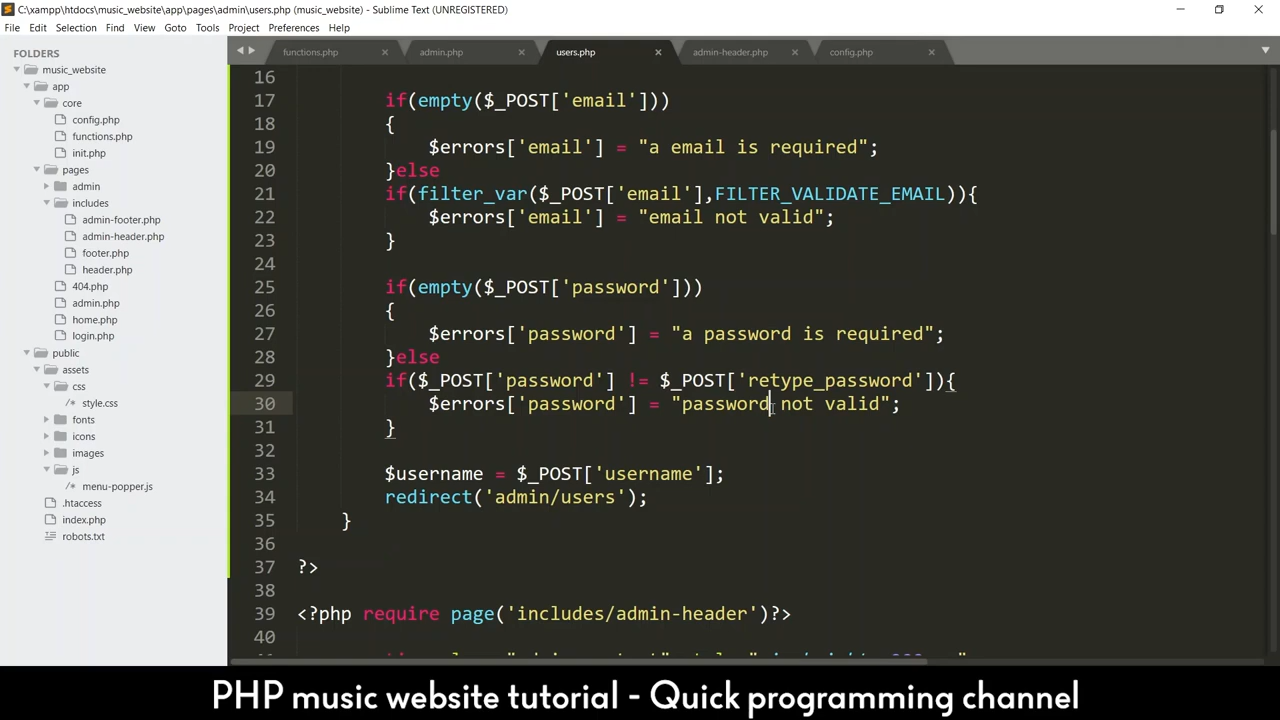 C:\xampp\htdocs\music_website\app\pages\admin\users.php (music_website) - Sublime Text (UNREGISTERED)
File Edit Selection Find View Goto Tools Project Preferences Help
FOLDERS
music_website
app
core
config.php
functions.php
init.php
pages
admin
includes
admin-footer.php
admin-header.php
footer.php
header.php
404.php
admin.php
home.php
login.php
public
assets
css
style.css
fonts
icons
images
js
menu-popper.js
.htaccess
index.php
robots.txt
functions.php admin.php users.php admin-header.php config.php
16
17 if(empty($_POST['email']))
18 {
19 $errors['email'] = "a email is required";
20 }else
21 if(filter_var($_POST['email'],FILTER_VALIDATE_EMAIL)){
22 $errors['email'] = "email not valid";
23 }
24
25 if(empty($_POST['password']))
26 {
27 $errors['password'] = "a password is required";
28 }else
29 if($_POST['password'] != $_POST['retype_password']){
30 $errors['password'] = "password not valid";
31 }
32
33 $username = $_POST['username'];
34 redirect('admin/users');
35 }
36
37 ?>
38
39 <?php require page('includes/admin-header')?>
40
PHP music website tutorial - Quick programming channel